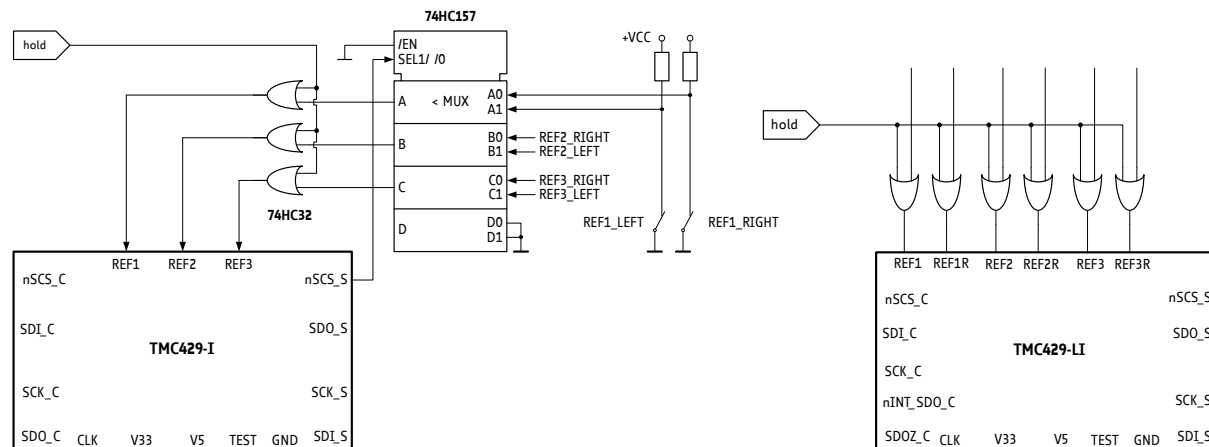 74HC157
hold
/EN
SEL1/ /0
+VCC
A
< MUX
A0
A1
hold
B
B0
B1
REF2_RIGHT
REF2_LEFT
C
C0
C1
REF3_RIGHT
REF3_LEFT
74HC32
D
D0
D1
REF1_LEFT
REF1_RIGHT
REF1 REF2 REF3
nSCS_C nSCS_S
SDI_C SDO_S
TMC429-I
SCK_C SCK_S
SDO_C CLK V33 V5 TEST GND SDI_S
REF1 REF1R REF2 REF2R REF3 REF3R
nSCS_C nSCS_S
SDI_C SDO_S
TMC429-LI
SCK_C
nINT_SDO_C SCK_S
SDOZ_C CLK V33 V5 TEST GND SDI_S